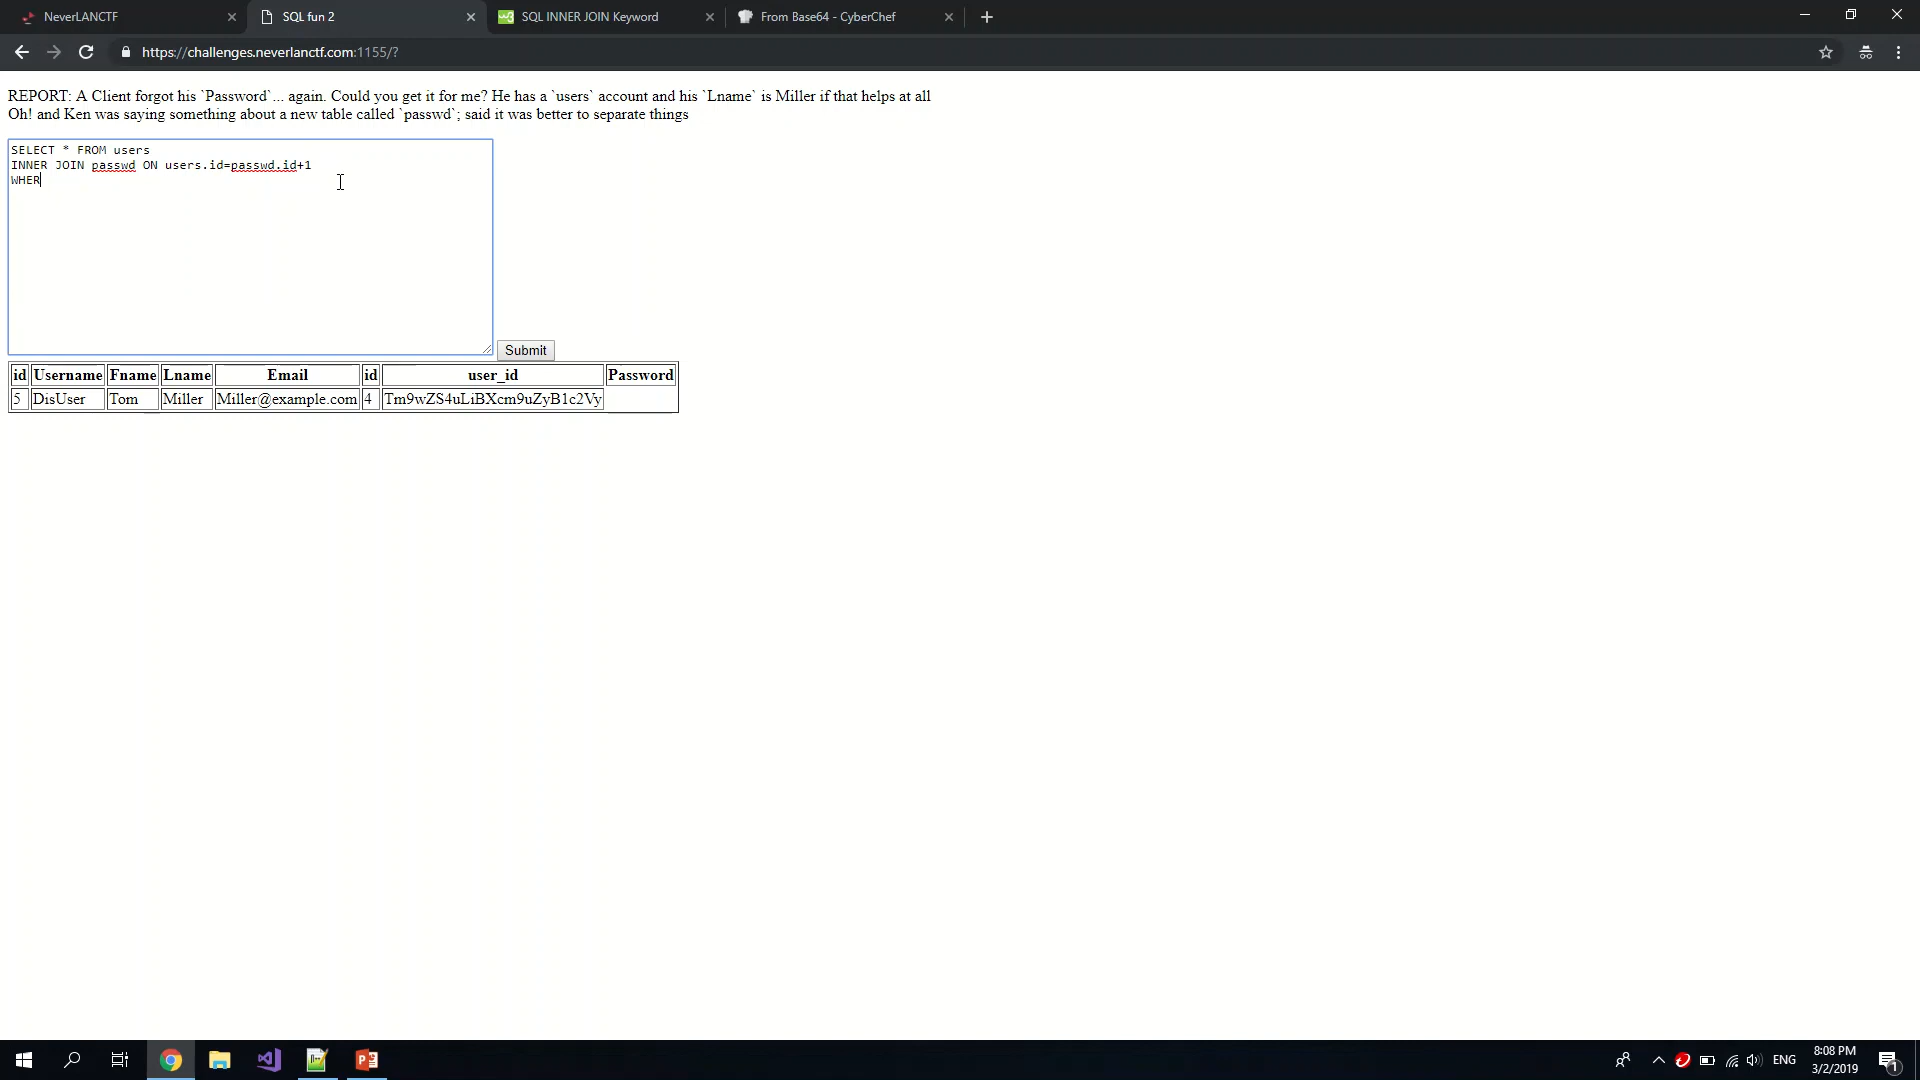 NeverLANCTF
SQL fun 2
SQL INNER JOIN Keyword
From Base64 - CyberChef
https://challenges.neverlanctf.com:1155/?
REPORT: A Client forgot his `Password`... again. Could you get it for me? He has a `users` account and his `Lname` is Miller if that helps at all
Oh! and Ken was saying something about a new table called `passwd`; said it was better to separate things
SELECT * FROM users
INNER JOIN passwd ON users.id=passwd.id+1
WHER
Submit
id Username Fname Lname Email id user_id Password
5 DisUser Tom Miller Miller@example.com 4 Tm9wZS4uLiBXcm9uZyB1c2Vy
ENG
8:08 PM
3/2/2019
1